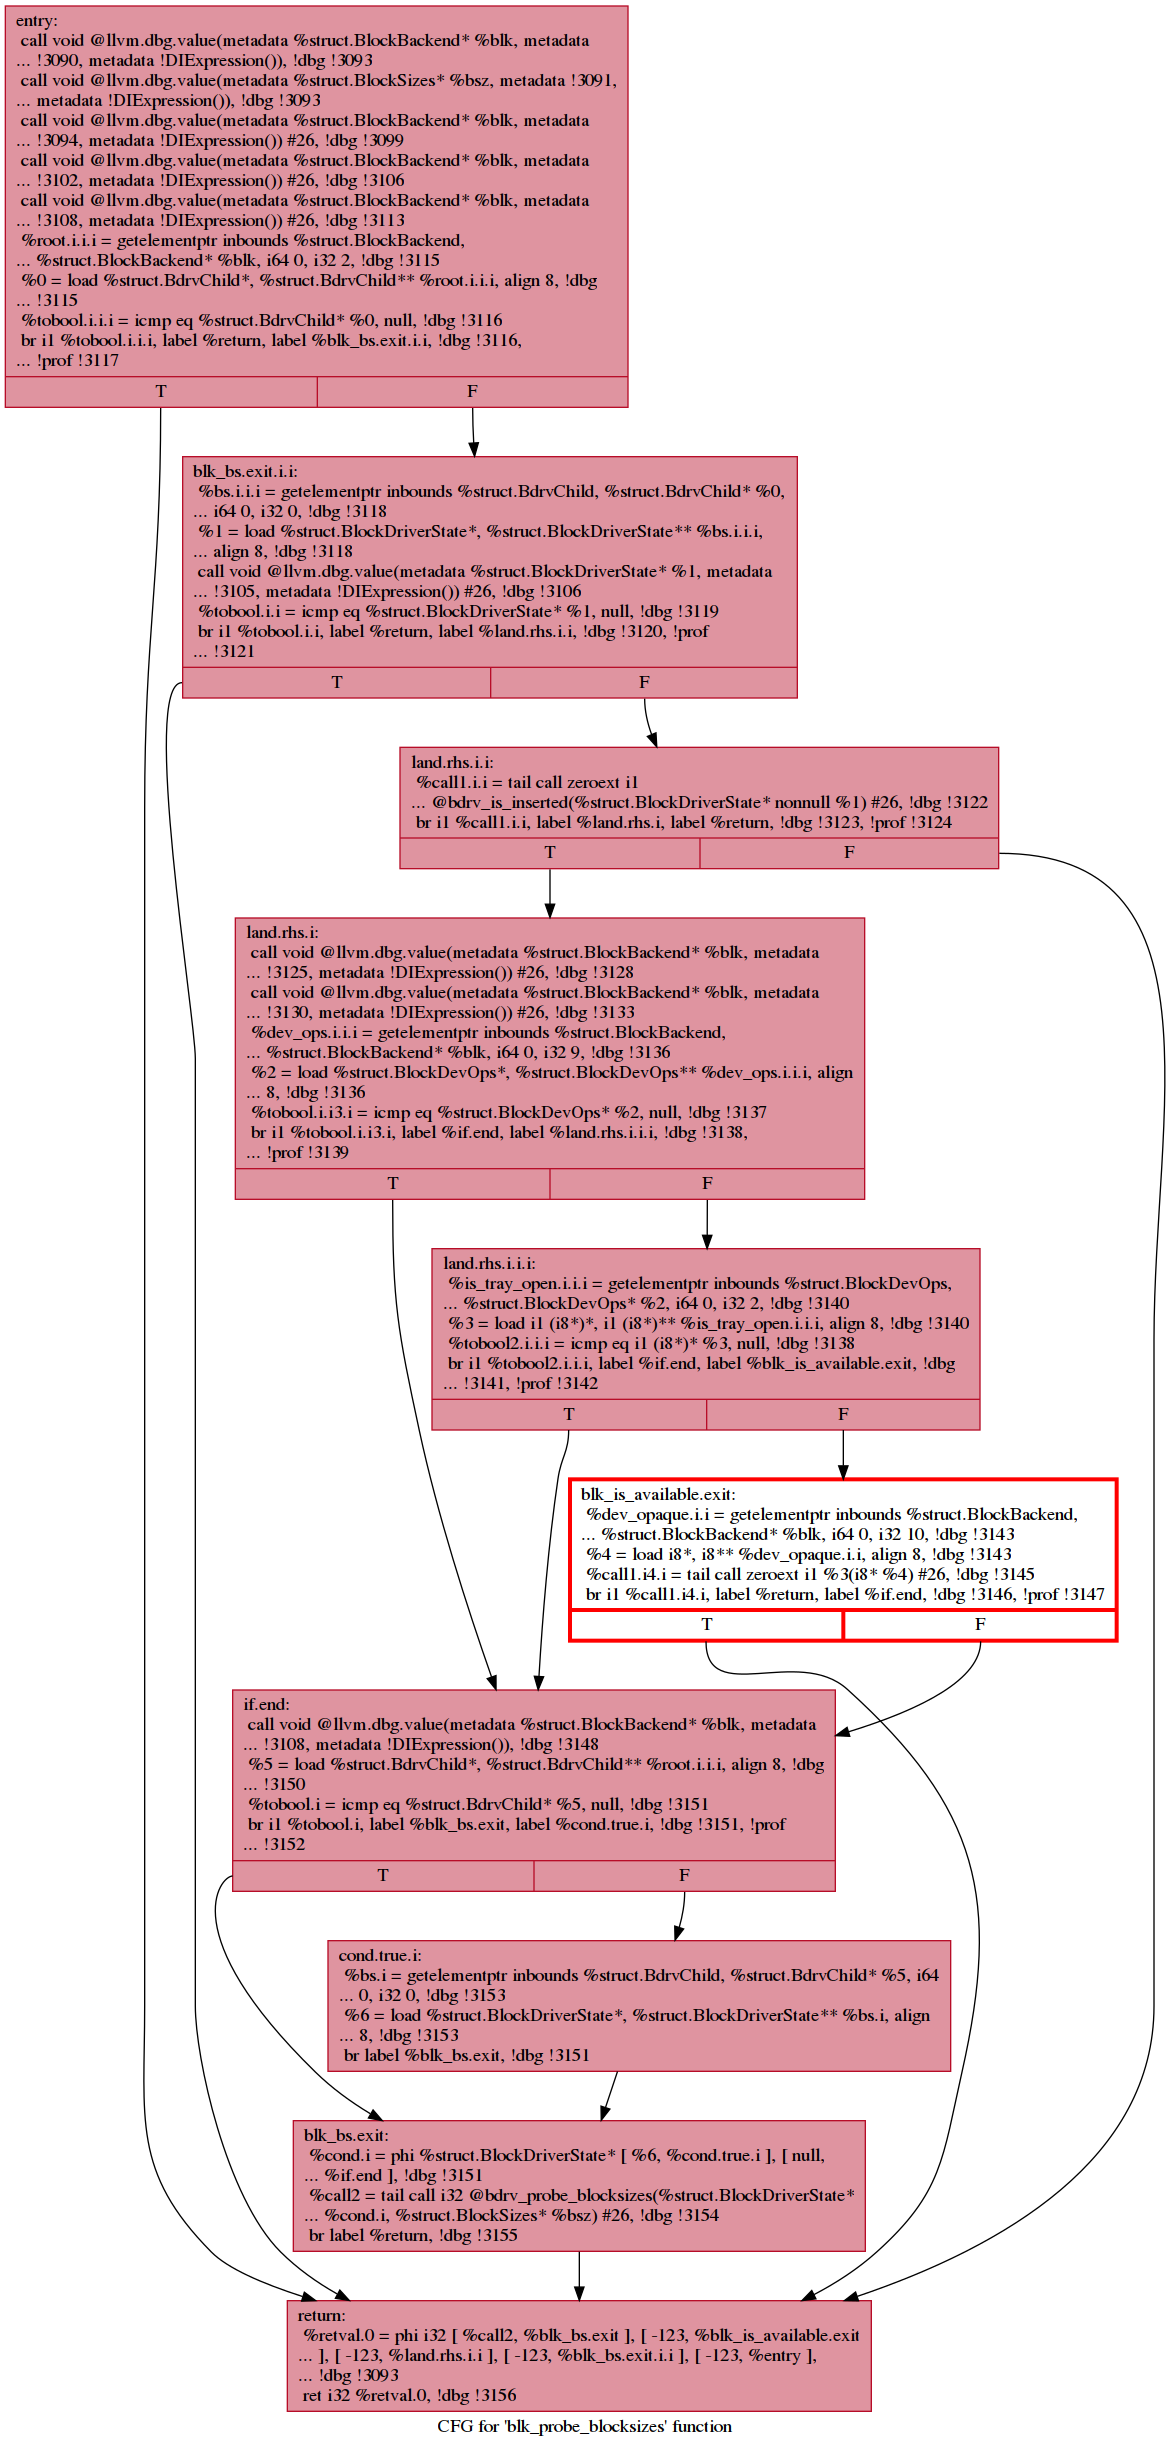 entry:
call void @llvm.dbg.value(metadata %struct.BlockBackend* %blk, metadata
... !3090, metadata !DIExpression()), !dbg !3093
call void @llvm.dbg.value(metadata %struct.BlockSizes* %bsz, metadata !3091,
... metadata !DIExpression()), !dbg !3093
call void @llvm.dbg.value(metadata %struct.BlockBackend* %blk, metadata
... !3094, metadata !DIExpression()) #26, !dbg !3099
call void @llvm.dbg.value(metadata %struct.BlockBackend* %blk, metadata
... !3102, metadata !DIExpression()) #26, !dbg !3106
call void @llvm.dbg.value(metadata %struct.BlockBackend* %blk, metadata
... !3108, metadata !DIExpression()) #26, !dbg !3113
%root.i.i.i = getelementptr inbounds %struct.BlockBackend,
... %struct.BlockBackend* %blk, i64 0, i32 2, !dbg !3115
%0 = load %struct.BdrvChild*, %struct.BdrvChild** %root.i.i.i, align 8, !dbg
... !3115
%tobool.i.i.i = icmp eq %struct.BdrvChild* %0, null, !dbg !3116
br i1 %tobool.i.i.i, label %return, label %blk_bs.exit.i.i, !dbg !3116,
... !prof !3117
T F
blk_bs.exit.i.i:
%bs.i.i.i = getelementptr inbounds %struct.BdrvChild, %struct.BdrvChild* %0,
... i64 0, i32 0, !dbg !3118
%1 = load %struct.BlockDriverState*, %struct.BlockDriverState** %bs.i.i.i,
... align 8, !dbg !3118
call void @llvm.dbg.value(metadata %struct.BlockDriverState* %1, metadata
... !3105, metadata !DIExpression()) #26, !dbg !3106
%tobool.i.i = icmp eq %struct.BlockDriverState* %1, null, !dbg !3119
br i1 %tobool.i.i, label %return, label %land.rhs.i.i, !dbg !3120, !prof
... !3121
T F
land.rhs.i.i:
%call1.i.i = tail call zeroext i1
... @bdrv_is_inserted(%struct.BlockDriverState* nonnull %1) #26, !dbg !3122
br i1 %call1.i.i, label %land.rhs.i, label %return, !dbg !3123, !prof !3124
T F
land.rhs.i:
call void @llvm.dbg.value(metadata %struct.BlockBackend* %blk, metadata
... !3125, metadata !DIExpression()) #26, !dbg !3128
call void @llvm.dbg.value(metadata %struct.BlockBackend* %blk, metadata
... !3130, metadata !DIExpression()) #26, !dbg !3133
%dev_ops.i.i.i = getelementptr inbounds %struct.BlockBackend,
... %struct.BlockBackend* %blk, i64 0, i32 9, !dbg !3136
%2 = load %struct.BlockDevOps*, %struct.BlockDevOps** %dev_ops.i.i.i, align
... 8, !dbg !3136
%tobool.i.i3.i = icmp eq %struct.BlockDevOps* %2, null, !dbg !3137
br i1 %tobool.i.i3.i, label %if.end, label %land.rhs.i.i.i, !dbg !3138,
... !prof !3139
T F
land.rhs.i.i.i:
%is_tray_open.i.i.i = getelementptr inbounds %struct.BlockDevOps,
... %struct.BlockDevOps* %2, i64 0, i32 2, !dbg !3140
%3 = load i1 (i8*)*, i1 (i8*)** %is_tray_open.i.i.i, align 8, !dbg !3140
%tobool2.i.i.i = icmp eq i1 (i8*)* %3, null, !dbg !3138
br i1 %tobool2.i.i.i, label %if.end, label %blk_is_available.exit, !dbg
... !3141, !prof !3142
T F
blk_is_available.exit:
%dev_opaque.i.i = getelementptr inbounds %struct.BlockBackend,
... %struct.BlockBackend* %blk, i64 0, i32 10, !dbg !3143
%4 = load i8*, i8** %dev_opaque.i.i, align 8, !dbg !3143
%call1.i4.i = tail call zeroext i1 %3(i8* %4) #26, !dbg !3145
br i1 %call1.i4.i, label %return, label %if.end, !dbg !3146, !prof !3147
T F
if.end:
call void @llvm.dbg.value(metadata %struct.BlockBackend* %blk, metadata
... !3108, metadata !DIExpression()), !dbg !3148
%5 = load %struct.BdrvChild*, %struct.BdrvChild** %root.i.i.i, align 8, !dbg
... !3150
%tobool.i = icmp eq %struct.BdrvChild* %5, null, !dbg !3151
br i1 %tobool.i, label %blk_bs.exit, label %cond.true.i, !dbg !3151, !prof
... !3152
T F
cond.true.i:
%bs.i = getelementptr inbounds %struct.BdrvChild, %struct.BdrvChild* %5, i64
... 0, i32 0, !dbg !3153
%6 = load %struct.BlockDriverState*, %struct.BlockDriverState** %bs.i, align
... 8, !dbg !3153
br label %blk_bs.exit, !dbg !3151
blk_bs.exit:
%cond.i = phi %struct.BlockDriverState* [ %6, %cond.true.i ], [ null,
... %if.end ], !dbg !3151
%call2 = tail call i32 @bdrv_probe_blocksizes(%struct.BlockDriverState*
... %cond.i, %struct.BlockSizes* %bsz) #26, !dbg !3154
br label %return, !dbg !3155
return:
%retval.0 = phi i32 [ %call2, %blk_bs.exit ], [ -123, %blk_is_available.exit
... ], [ -123, %land.rhs.i.i ], [ -123, %blk_bs.exit.i.i ], [ -123, %entry ],
... !dbg !3093
ret i32 %retval.0, !dbg !3156
CFG for 'blk_probe_blocksizes' function